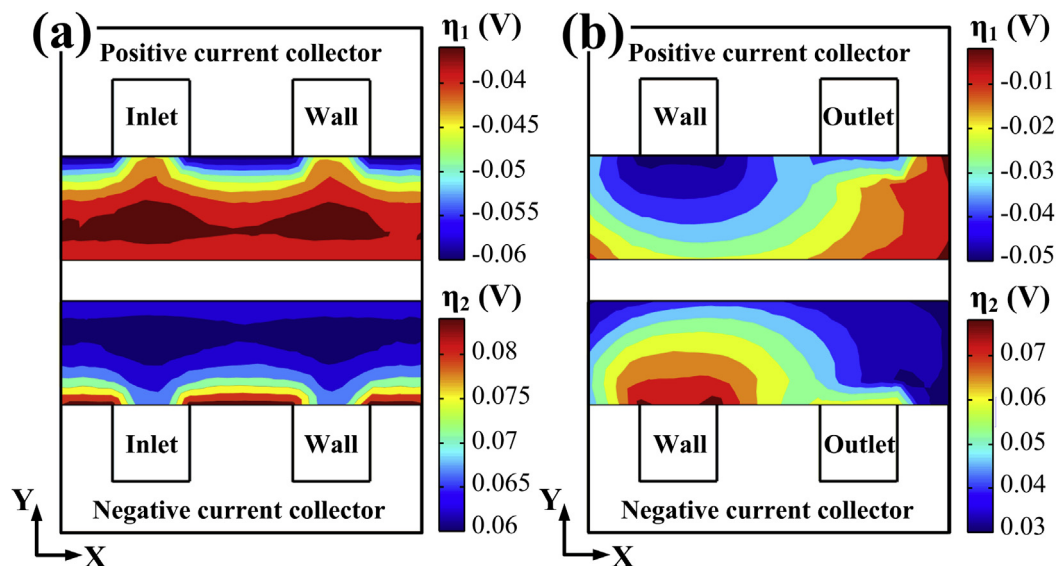 (a)
Positive current collector
Inlet
Wall
η1 (V)
-0.04
-0.045
-0.05
-0.055
-0.06
η2 (V)
0.08
0.075
0.07
0.065
0.06
Inlet
Wall
Negative current collector
Y
X
(b)
Positive current collector
Wall
Outlet
η1 (V)
-0.01
-0.02
-0.03
-0.04
-0.05
η2 (V)
0.07
0.06
0.05
0.04
0.03
Wall
Outlet
Negative current collector
Y
X